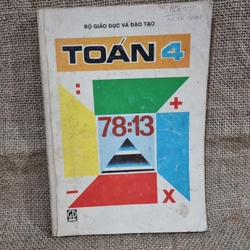 BỘ GIÁO DỤC VÀ ĐÀO TẠO
TOÁN 4
: +
78:13
- x